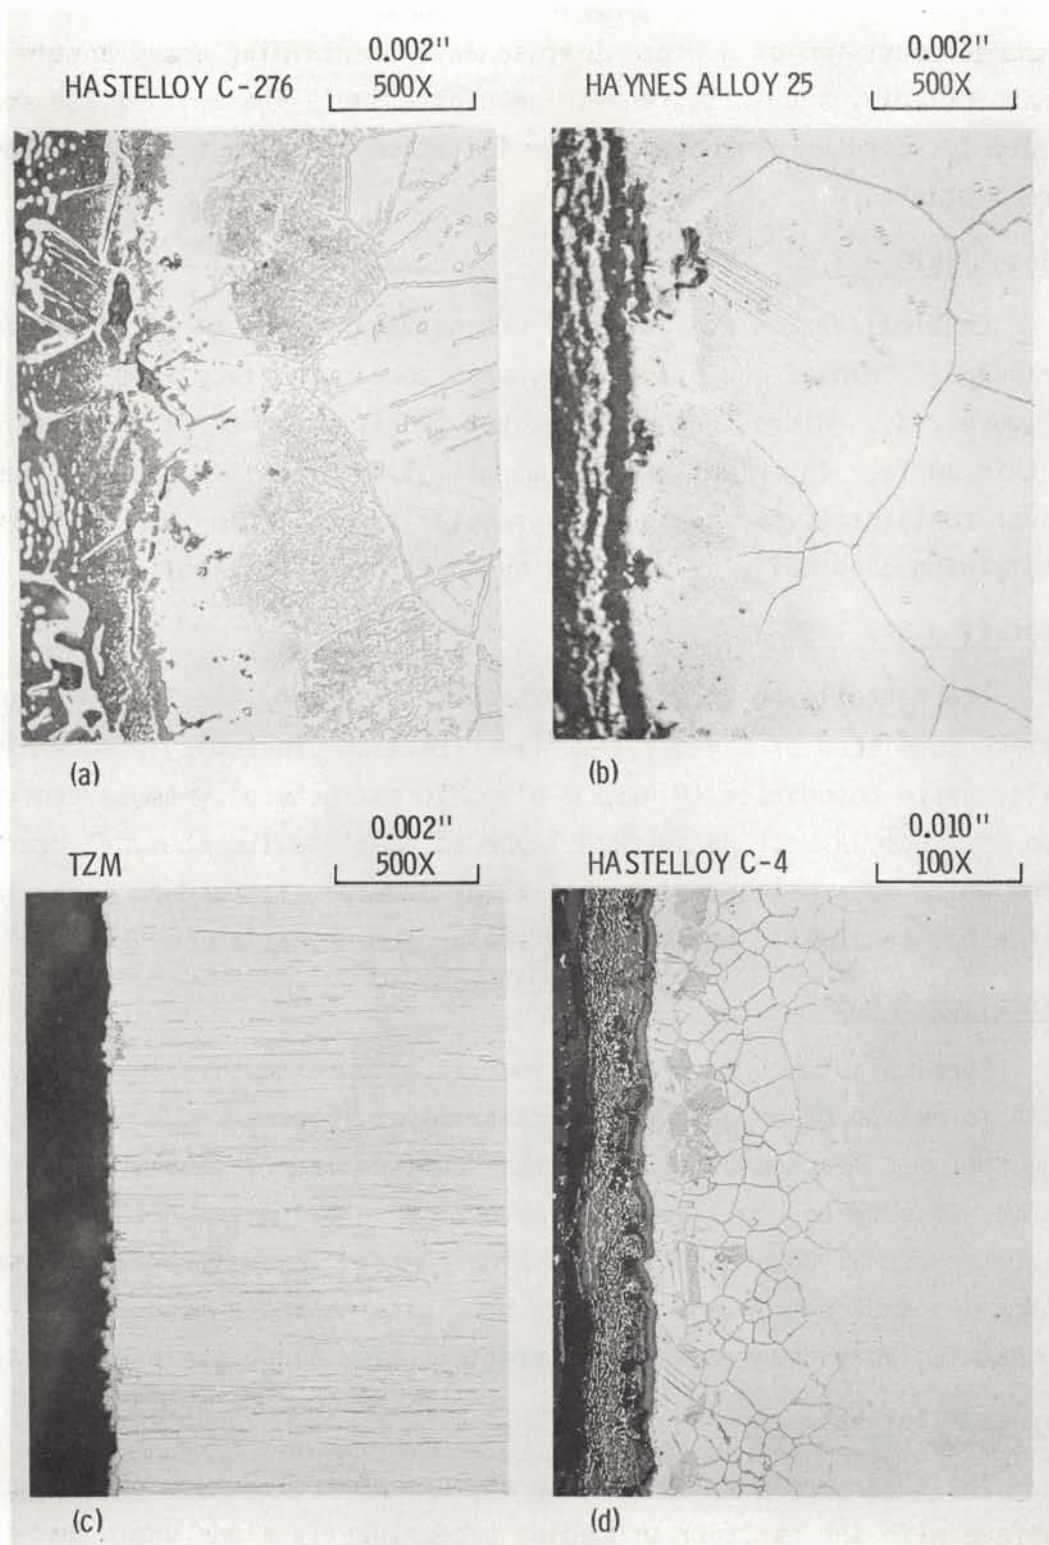 0.002"
HASTELLOY C-276 500X
0.002"
HAYNES ALLOY 25 500X
(a)
(b)
0.002"
TZM 500X
0.010"
HASTELLOY C-4 100X
(c)
(d)